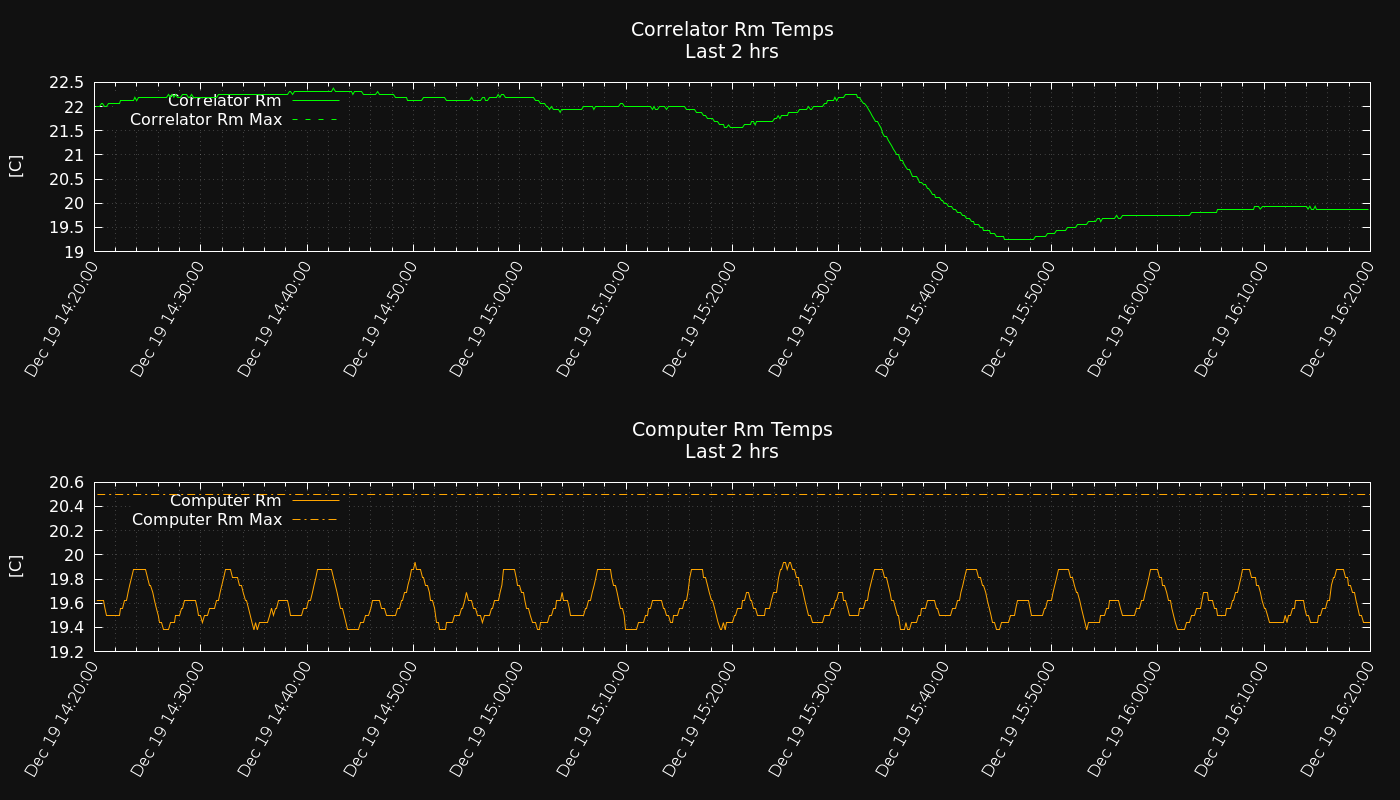 Correlator Rm Temps
Last 2 hrs
[C]
22.5
22
21.5
21
20.5
20
19.5
19
Correlator Rm
Correlator Rm Max
Dec 19 14:20:00
Dec 19 14:30:00
Dec 19 14:40:00
Dec 19 14:50:00
Dec 19 15:00:00
Dec 19 15:10:00
Dec 19 15:20:00
Dec 19 15:30:00
Dec 19 15:40:00
Dec 19 15:50:00
Dec 19 16:00:00
Dec 19 16:10:00
Dec 19 16:20:00
Computer Rm Temps
Last 2 hrs
[C]
20.6
20.4
20.2
20
19.8
19.6
19.4
19.2
Computer Rm
Computer Rm Max
Dec 19 14:20:00
Dec 19 14:30:00
Dec 19 14:40:00
Dec 19 14:50:00
Dec 19 15:00:00
Dec 19 15:10:00
Dec 19 15:20:00
Dec 19 15:30:00
Dec 19 15:40:00
Dec 19 15:50:00
Dec 19 16:00:00
Dec 19 16:10:00
Dec 19 16:20:00